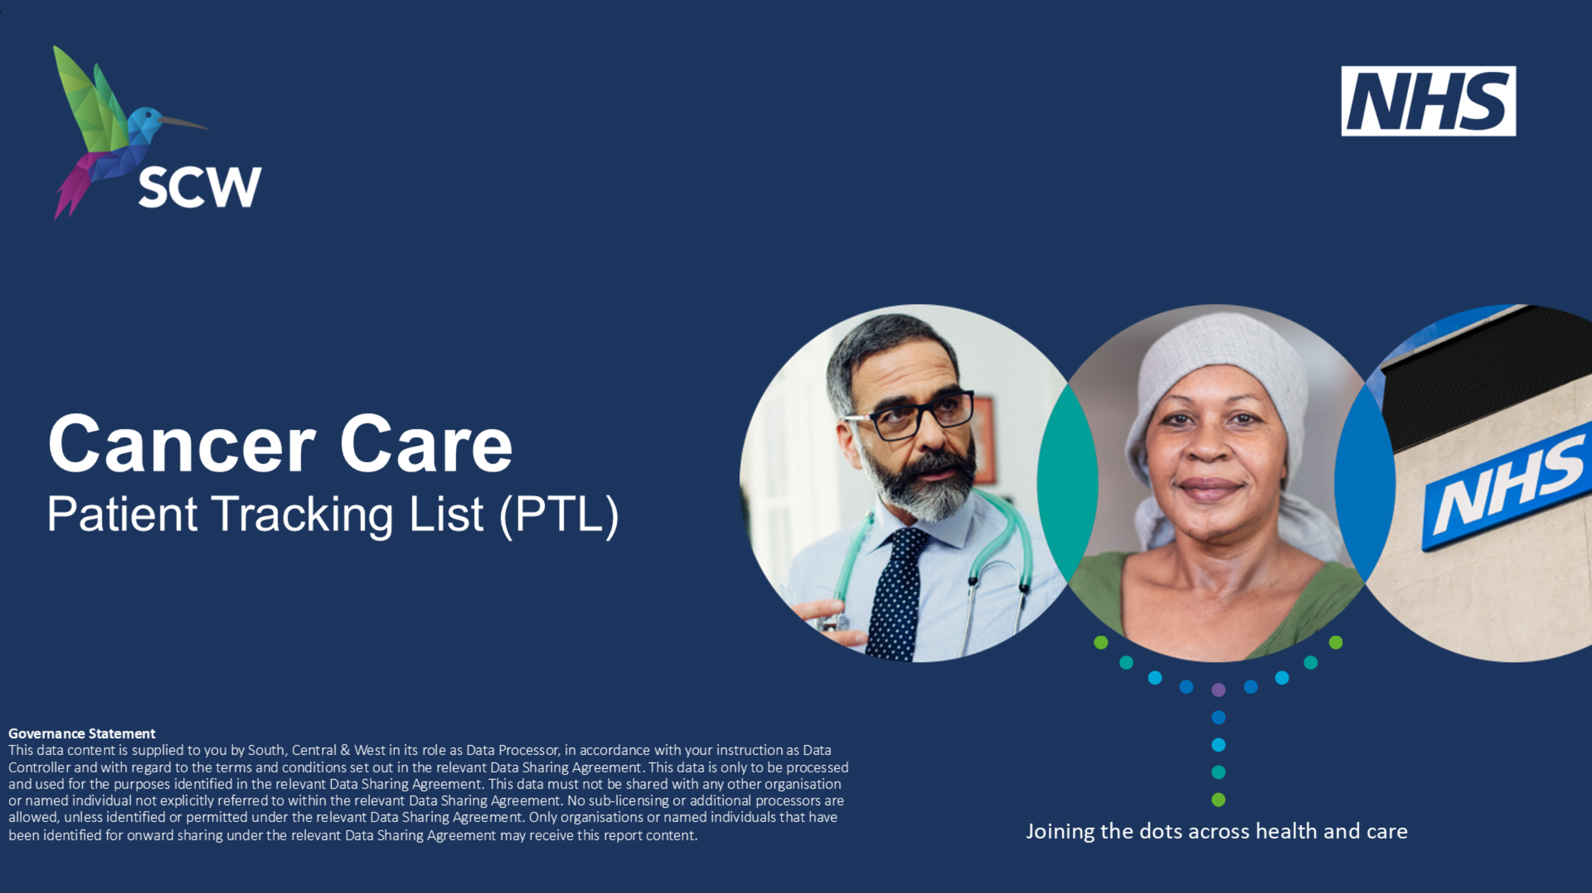 SCW
NHS
Cancer Care
Patient Tracking List (PTL)
NHS
Governance Statement
This data content is supplied to you by South, Central & West in its role as Data Processor, in accordance with your instruction as Data
Controller and with regard to the terms and conditions set out in the relevant Data Sharing Agreement. This data is only to be processed
and used for the purposes identified in the relevant Data Sharing Agreement. This data must not be shared with any other organisation
or named individual not explicitly referred to within the relevant Data Sharing Agreement. No sub-licensing or additional processors are
allowed, unless identified or permitted under the relevant Data Sharing Agreement. Only organisations or named individuals that have
been identified for onward sharing under the relevant Data Sharing Agreement may receive this report content.
Joining the dots across health and care